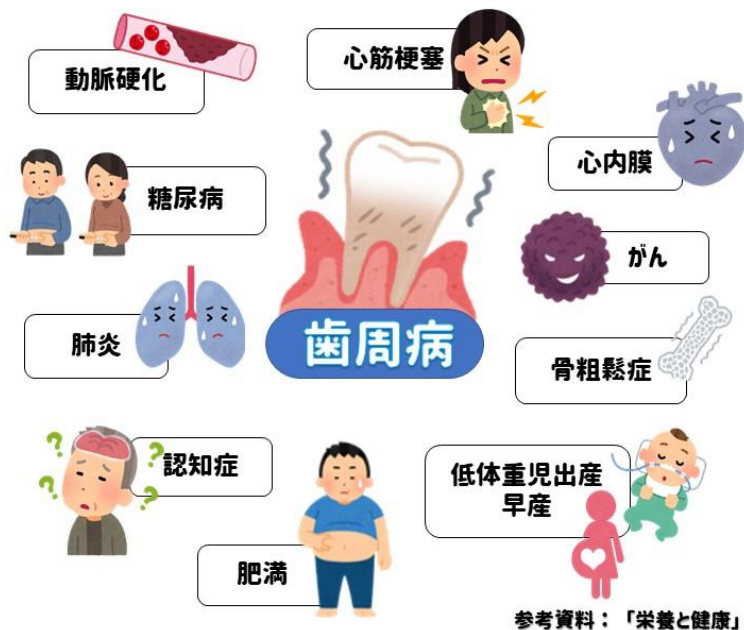 動脈硬化
心筋梗塞
心内膜
糖尿病
がん
歯周病
肺炎
骨粗鬆症
認知症
低体重児出産
早産
肥満
参考資料：「栄養と健康」